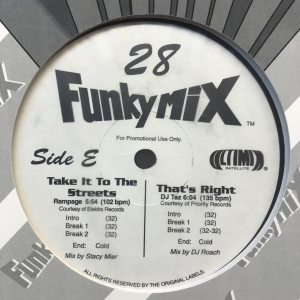 28
Funkymix
TM
For Promotional Use Only.
Side E
ULTIMIX
SATELLITE
Take It To The
Streets
Rampage 5:54 (102 bpm)
Courtesy of Elektra Records
Intro (32)
Break 1 (32)
Break 2 (32)
End: Cold
Mix by Stacy Mier
That's Right
DJ Taz 6:04 (135 bpm)
Courtesy of Priority Records
Intro (32)
Break 1 (32)
Break 2 (32-32)
End: Cold
Mix by DJ Roach
ALL RIGHTS RESERVED BY THE ORIGINAL LABELS
Funk